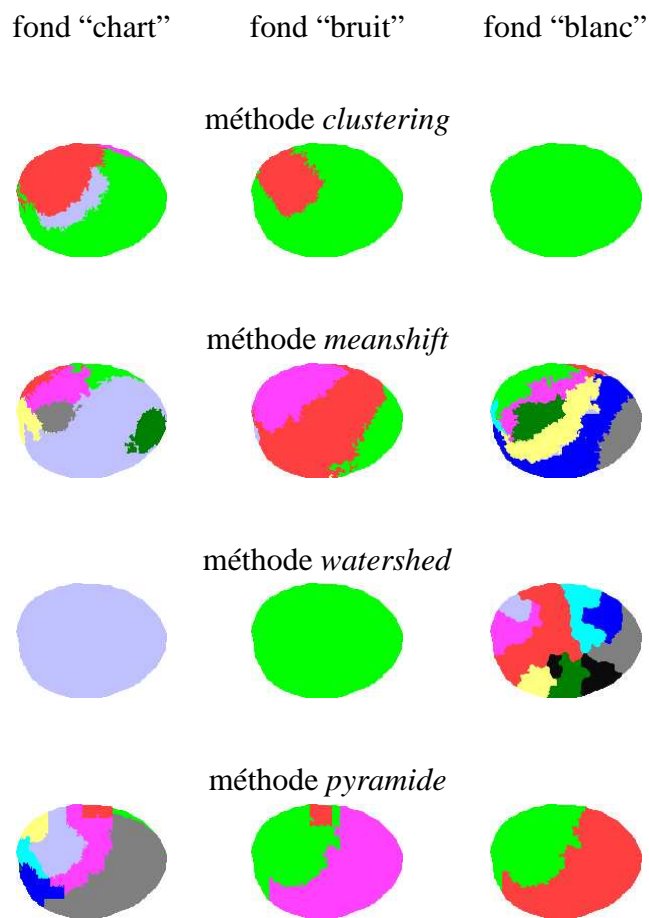 fond “chart” fond “bruit” fond “blanc”
méthode clustering
méthode meanshift
méthode watershed
méthode pyramide